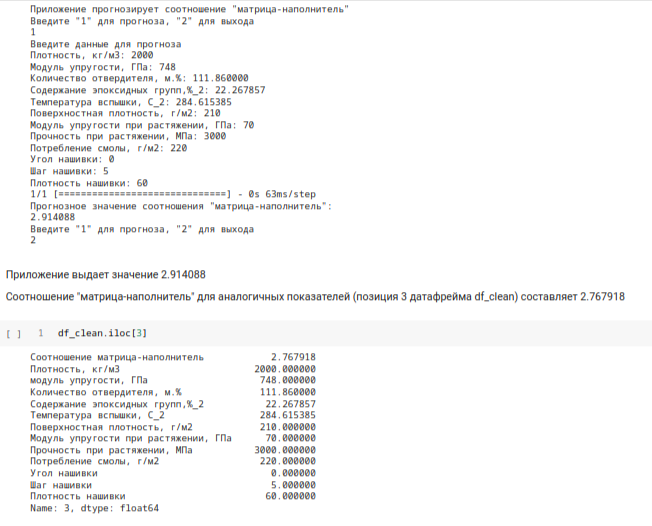 Приложение прогнозирует соотношение "матрица-наполнитель"
Введите "1" для прогноза, "2" для выхода
1
Введите данные для прогноза
Плотность, кг/м3: 2000
Модуль упругости, ГПа: 748
Количество отвердителя, м.%: 111.860000
Содержание эпоксидных групп,%_2: 22.267857
Температура вспышки, С_2: 284.615385
Поверхностная плотность, г/м2: 210
Модуль упругости при растяжении, ГПа: 70
Прочность при растяжении, МПа: 3000
Потребление смолы, г/м2: 220
Угол нашивки: 0
Шаг нашивки: 5
Плотность нашивки: 60
1/1 [==============================] - 0s 63ms/step
Прогнозное значение соотношения "матрица-наполнитель":
2.914088
Введите "1" для прогноза, "2" для выхода
2
Приложение выдает значение 2.914088
Соотношение "матрица-наполнитель" для аналогичных показателей (позиция 3 датафрейма df_clean) составляет 2.767918
[ ] 1 df_clean.iloc[3]
Соотношение матрица-наполнитель 2.767918
Плотность, кг/м3 2000.000000
модуль упругости, ГПа 748.000000
Количество отвердителя, м.% 111.860000
Содержание эпоксидных групп,%_2 22.267857
Температура вспышки, С_2 284.615385
Поверхностная плотность, г/м2 210.000000
Модуль упругости при растяжении, ГПа 70.000000
Прочность при растяжении, МПа 3000.000000
Потребление смолы, г/м2 220.000000
Угол нашивки 0.000000
Шаг нашивки 5.000000
Плотность нашивки 60.000000
Name: 3, dtype: float64